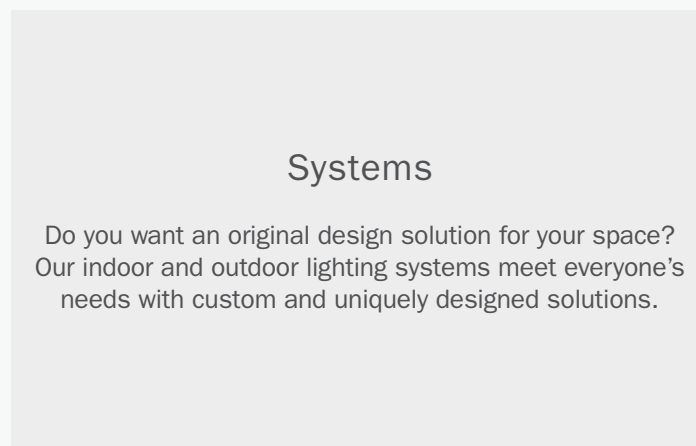 Systems
Do you want an original design solution for your space?
Our indoor and outdoor lighting systems meet everyone’s
needs with custom and uniquely designed solutions.